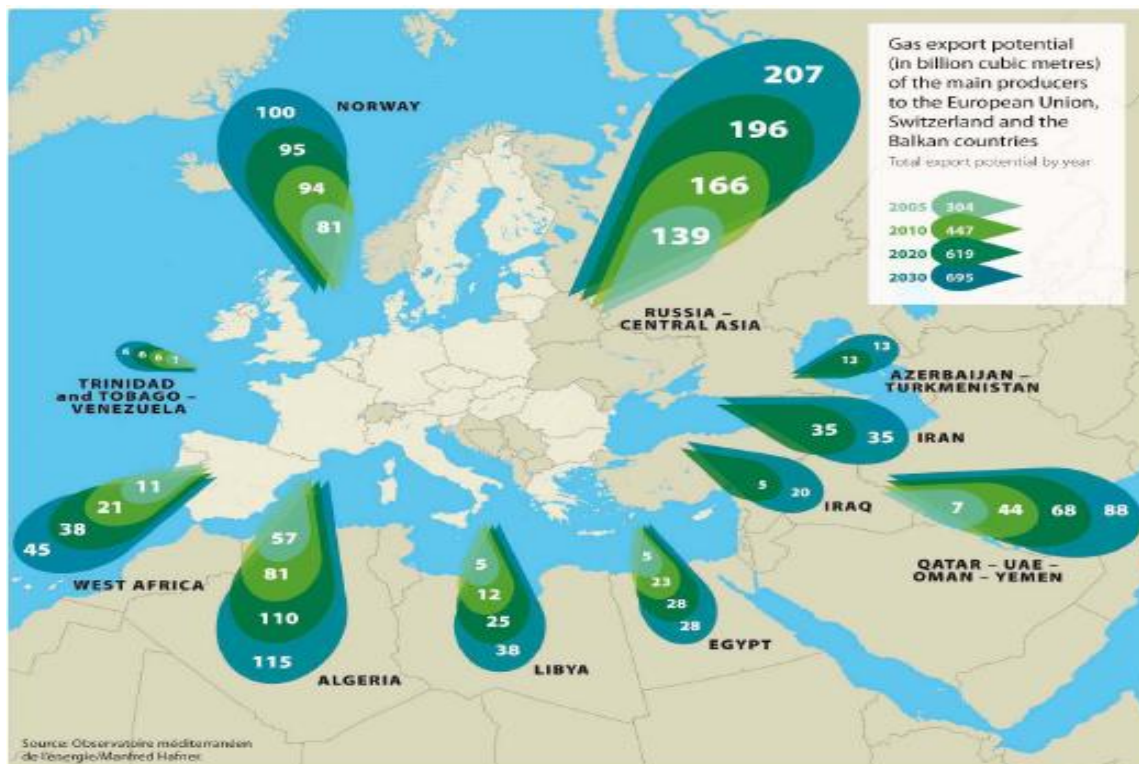 Gas export potential
(in billion cubic metres)
of the main producers
to the European Union,
Switzerland and the
Balkan countries
Total export potential by year
2005 304
2010 447
2020 619
2030 695
NORWAY
100
95
94
81
207
196
166
139
RUSSIA –
CENTRAL ASIA
6 6 6 1
TRINIDAD
and TOBAGO –
VENEZUELA
13
13
AZERBAIJAN –
TURKMENISTAN
35 35
IRAN
5 20
IRAQ
7 44 68 88
QATAR – UAE –
OMAN – YEMEN
11
21
38
45
WEST AFRICA
57
81
110
115
ALGERIA
5
12
25
38
LIBYA
5
23
28
28
EGYPT
Source: Observatoire méditerranéen
de l'énergie/Manfred Hafner.